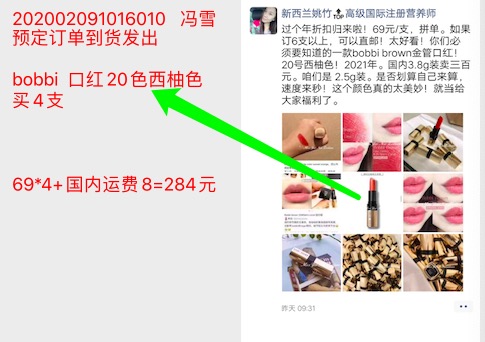 202002091016010 冯雪
预定订单到货发出
bobbi 口红20色西柚色
买4支
69*4+国内运费8=284元
新西兰姚竹🔝高级国际注册营养师
过个年折扣归来啦！69元/支，拼单。如果
订6支以上，可以直邮！太好看！你们必
须要知道的一款bobbi brown金管口红！
20号西柚色！2021年。国内3.8g装卖三百
元。咱们是 2.5g装。是否划算自己来算，
速度来秒！这个颜色真的太美妙！就当给
大家福利了。
昨天 09:31